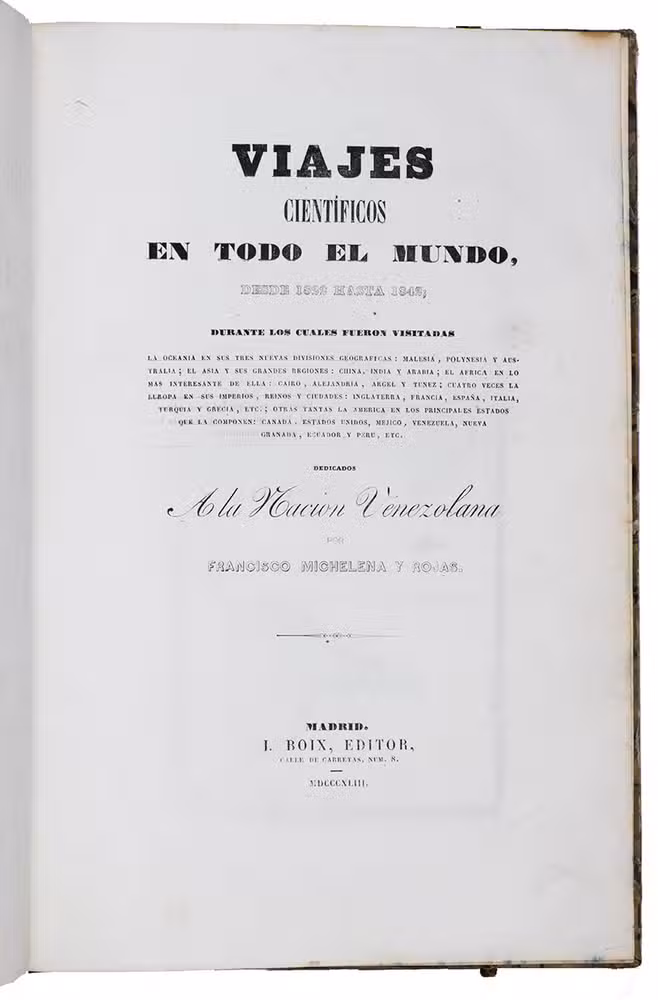 VIAJES
CIENTÍFICOS
EN TODO EL MUNDO,
DESDE 1822 HASTA 1842;
DURANTE LOS CUALES FUERON VISITADAS
LA OCEANIA EN SUS TRES NUEVAS DIVISIONES GEOGRAFICAS: MALESIÁ, POLYNESIA Y AUS-
TRALIA; EL ASIA Y SUS GRANDES REGIONES: CHINA, INDIA Y ARABIA; EL AFRICA EN LO
MAS INTERESANTE DE ELLA: CAIRO, ALEJANDRIA, ARGEL Y TUNEZ; CUATRO VECES LA
EUROPA EN SUS IMPERIOS, REINOS Y CIUDADES: INGLATERRA, FRANCIA, ESPAÑA, ITALIA,
TURQUIA Y GRECIA, ETC.; OTRAS TANTAS LA AMERICA EN LOS PRINCIPALES ESTADOS
QUE LA COMPONEN: CANADA, ESTADOS UNIDOS, MEJICO, VENEZUELA, NUEVA
GRANADA, ECUADOR Y PERU, ETC.
DEDICADOS
A la Nacion Venezolana
POR
FRANCISCO MICHELENA Y ROJAS.
MADRID.
I. BOIX, EDITOR,
CALLE DE CARRETAS, NUM. 8.
MDCCCXLIII.